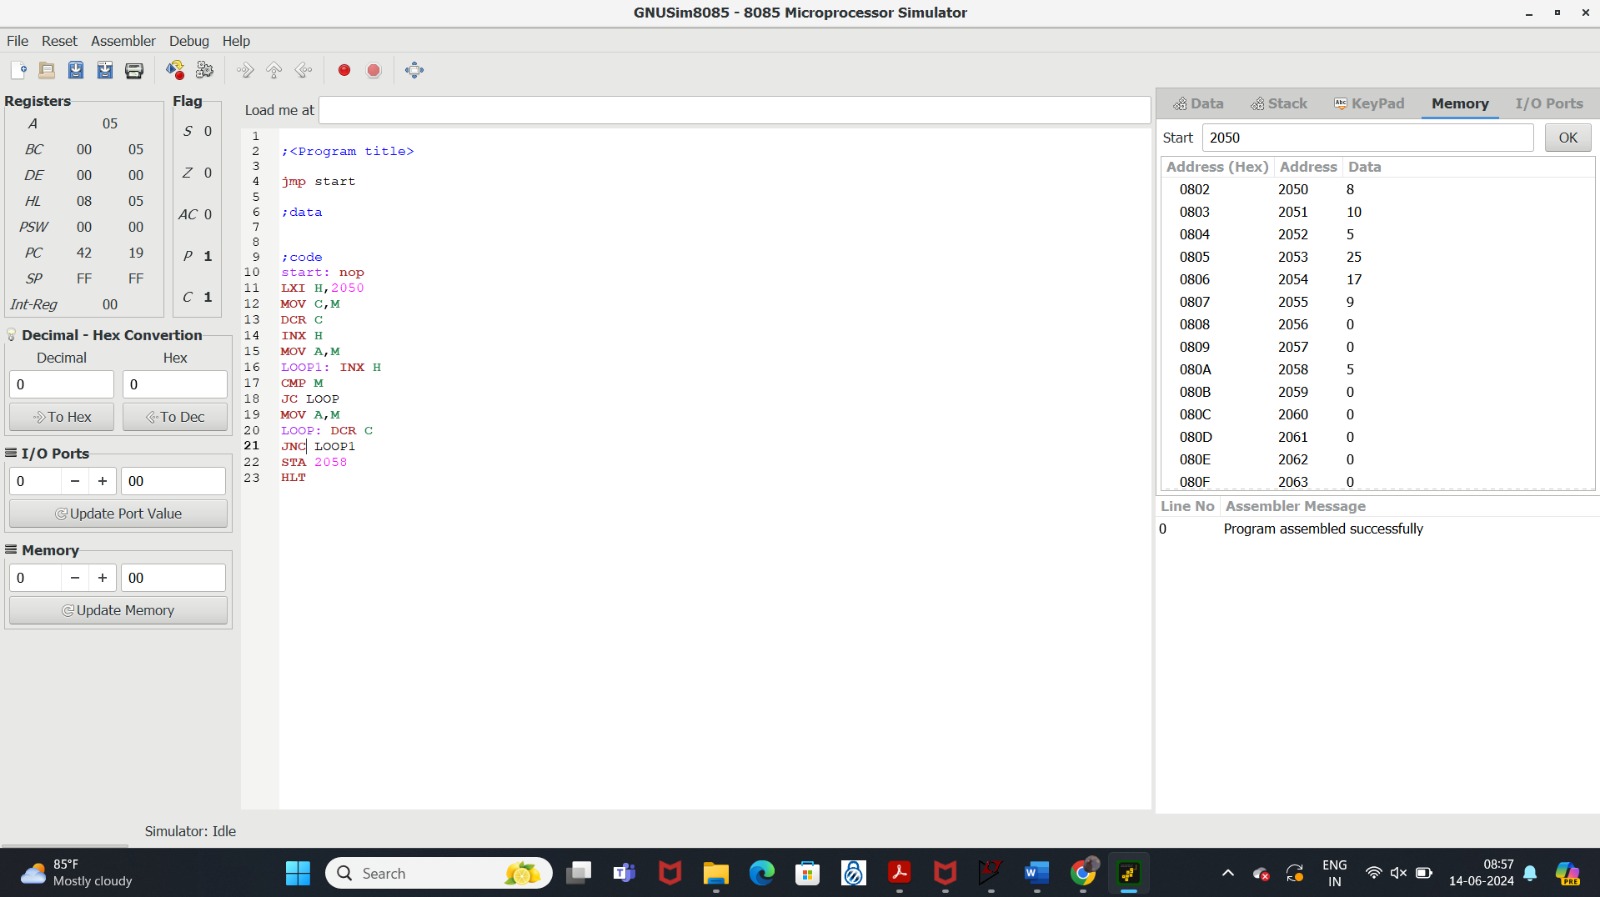 GNUSim8085 - 8085 Microprocessor Simulator
File Reset Assembler Debug Help
Registers
A 05
BC 00 05
DE 00 00
HL 08 05
PSW 00 00
PC 42 19
SP FF FF
Int-Reg 00
Flag
S 0
Z 0
AC 0
P 1
C 1
Decimal - Hex Convertion
Decimal Hex
0 0
To Hex To Dec
I/O Ports
0 - + 00
Update Port Value
Memory
0 - + 00
Update Memory
Load me at
1
2 ;<Program title>
3
4 jmp start
5
6 ;data
7
8
9 ;code
10 start: nop
11 LXI H,2050
12 MOV C,M
13 DCR C
14 INX H
15 MOV A,M
16 LOOP1: INX H
17 CMP M
18 JC LOOP
19 MOV A,M
20 LOOP: DCR C
21 JNC LOOP1
22 STA 2058
23 HLT
Data Stack KeyPad Memory I/O Ports
Start 2050 OK
Address (Hex) Address Data
0802 2050 8
0803 2051 10
0804 2052 5
0805 2053 25
0806 2054 17
0807 2055 9
0808 2056 0
0809 2057 0
080A 2058 5
080B 2059 0
080C 2060 0
080D 2061 0
080E 2062 0
080F 2063 0
Line No Assembler Message
0 Program assembled successfully
Simulator: Idle
85°F
Mostly cloudy
Search
ENG
IN
08:57
14-06-2024
PRE